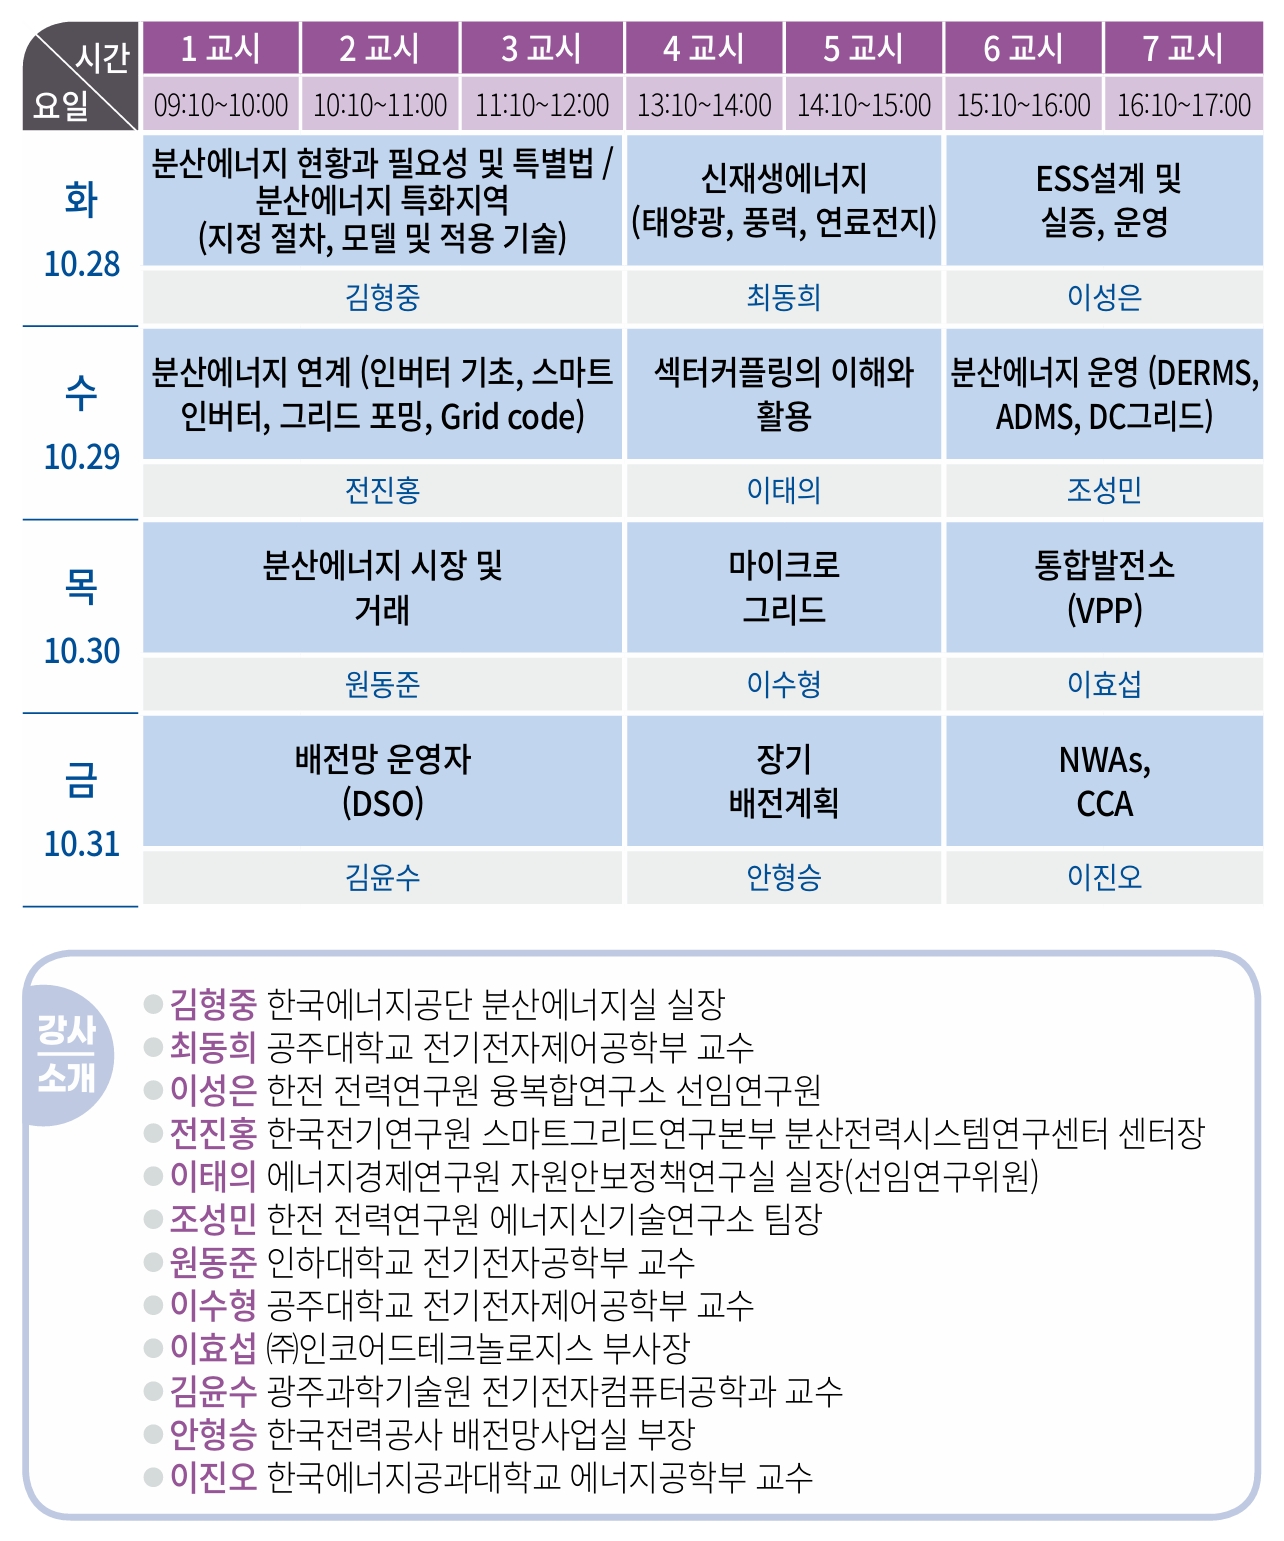 시간
요일
1 교시 2 교시 3 교시 4 교시 5 교시 6 교시 7 교시
09:10~10:00 10:10~11:00 11:10~12:00 13:10~14:00 14:10~15:00 15:10~16:00 16:10~17:00
화
10.28
분산에너지 현황과 필요성 및 특별법 /
분산에너지 특화지역
(지정 절차, 모델 및 적용 기술)
신재생에너지
(태양광, 풍력, 연료전지)
ESS설계 및
실증, 운영
김형중 최동희 이성은
수
10.29
분산에너지 연계 (인버터 기초, 스마트
인버터, 그리드 포밍, Grid code)
섹터커플링의 이해와
활용
분산에너지 운영 (DERMS,
ADMS, DC그리드)
전진홍 이태의 조성민
목
10.30
분산에너지 시장 및
거래
마이크로
그리드
통합발전소
(VPP)
원동준 이수형 이효섭
금
10.31
배전망 운영자
(DSO)
장기
배전계획
NWAs,
CCA
김윤수 안형승 이진오
강사
소개
김형중 한국에너지공단 분산에너지실 실장
최동희 공주대학교 전기전자제어공학부 교수
이성은 한전 전력연구원 융복합연구소 선임연구원
전진홍 한국전기연구원 스마트그리드연구본부 분산전력시스템연구센터 센터장
이태의 에너지경제연구원 자원안보정책연구실 실장(선임연구위원)
조성민 한전 전력연구원 에너지신기술연구소 팀장
원동준 인하대학교 전기전자공학부 교수
이수형 공주대학교 전기전자제어공학부 교수
이효섭 ㈜인코어드테크놀로지스 부사장
김윤수 광주과학기술원 전기전자컴퓨터공학과 교수
안형승 한국전력공사 배전망사업실 부장
이진오 한국에너지공과대학교 에너지공학부 교수